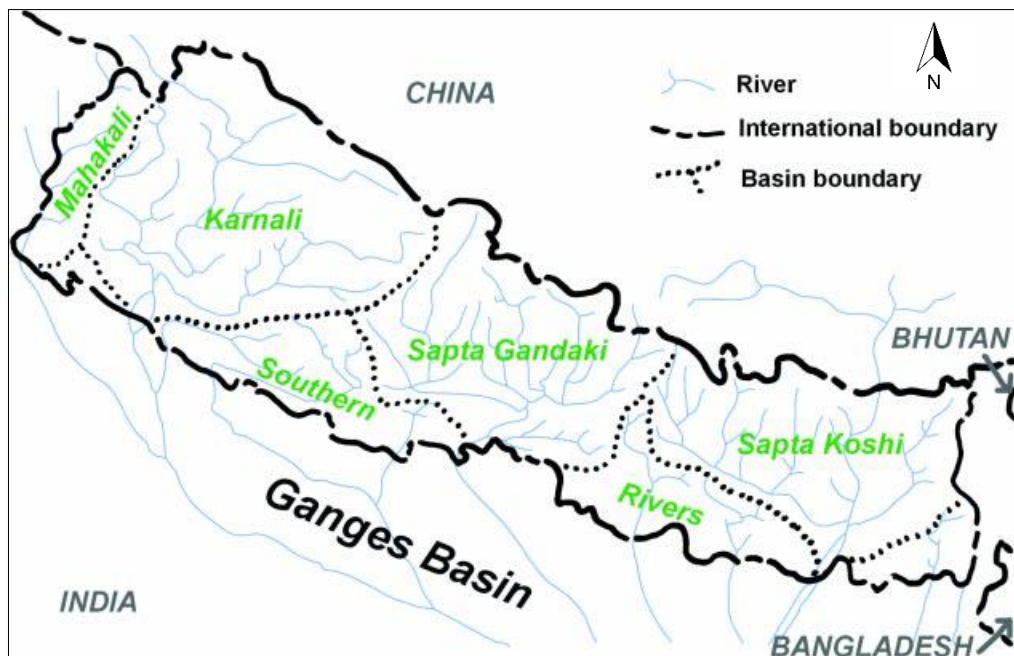 N
CHINA
River
International boundary
Basin boundary
Mahakali
Karnali
BHUTAN
Sapta Gandaki
Southern
Sapta Koshi
Rivers
Ganges Basin
INDIA
BANGLADESH